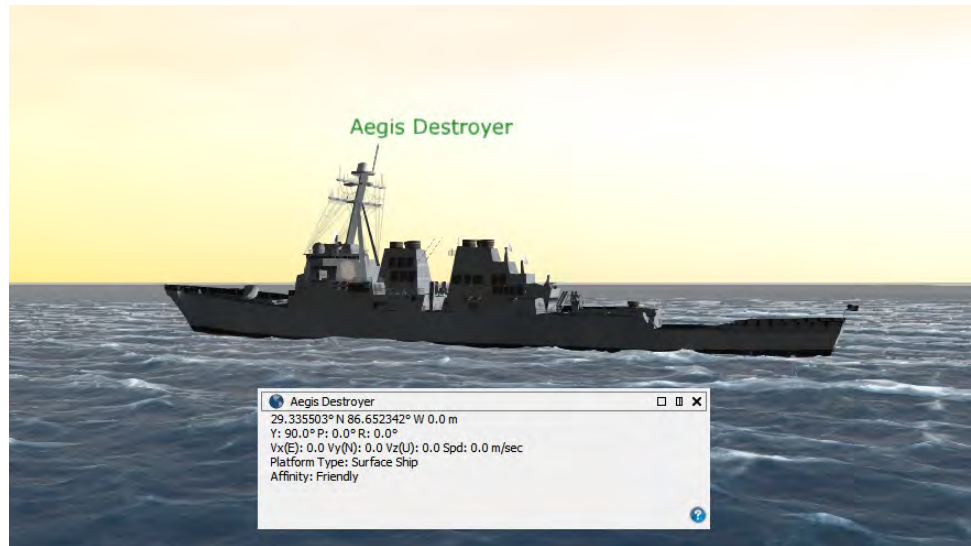 Aegis Destroyer
Aegis Destroyer
29.335503° N 86.652342° W 0.0 m
Y: 90.0° P: 0.0° R: 0.0°
Vx(E): 0.0 Vy(N): 0.0 Vz(U): 0.0 Spd: 0.0 m/sec
Platform Type: Surface Ship
Affinity: Friendly